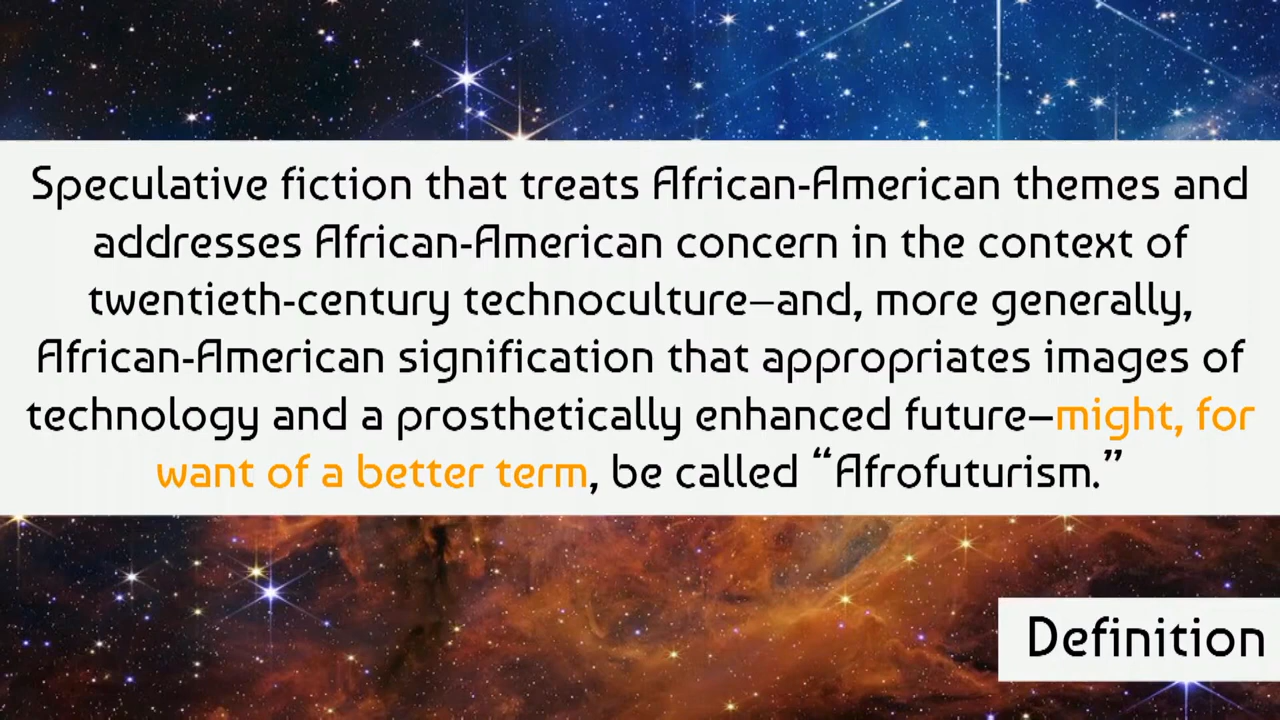 Speculative fiction that treats African-American themes and
addresses African-American concern in the context of
twentieth-century technoculture—and, more generally,
African-American signification that appropriates images of
technology and a prosthetically enhanced future—might, for
want of a better term, be called “Afrofuturism.”
Definition